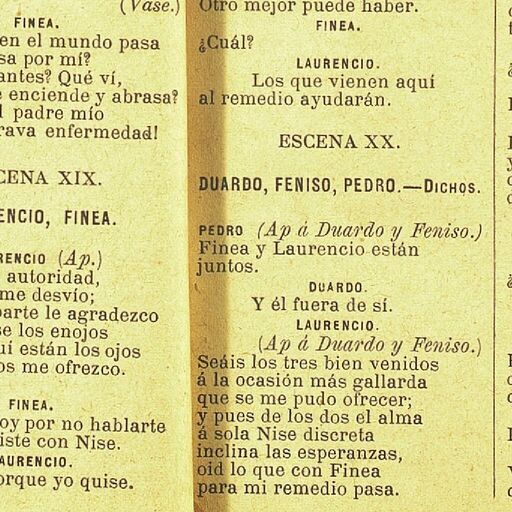 (Vase.)
FINEA.
en el mundo pasa
sa por mí?
antes? Qué ví,
enciende y abrasa?
padre mío
rava enfermedad!
CENA XIX.
ENCIO, FINEA.
RENCIO (Ap.)
autoridad,
me desvío;
parte le agradezco
se los enojos
uí están los ojos
os me ofrezco.
FINEA.
oy por no hablarte
iste con Nise.
AURENCIO.
orque yo quise.
Otro mejor puede haber.
FINEA.
¿Cuál?
LAURENCIO.
Los que vienen aquí
al remedio ayudarán.
ESCENA XX.
DUARDO, FENISO, PEDRO.—DICHOS.
PEDRO (Ap á Duardo y Feniso.)
Finea y Laurencio están
juntos.
DUARDO.
Y él fuera de sí.
LAURENCIO.
(Ap á Duardo y Feniso.)
Seáis los tres bien venidos
á la ocasión más gallarda
que se me pudo ofrecer;
y pues de los dos el alma
á sola Nise discreta
inclina las esperanzas,
oid lo que con Finea
para mi remedio pasa.